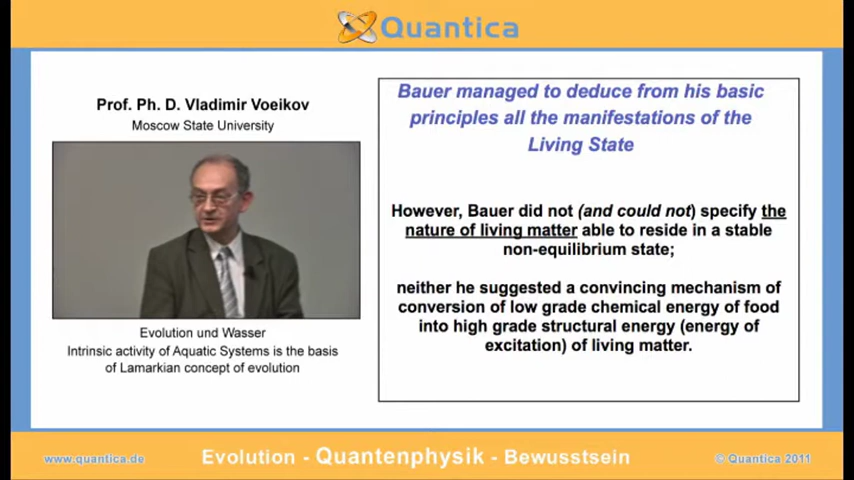 Quantica
Prof. Ph. D. Vladimir Voeikov
Moscow State University
Evolution und Wasser
Intrinsic activity of Aquatic Systems is the basis
of Lamarkian concept of evolution
Bauer managed to deduce from his basic
principles all the manifestations of the
Living State
However, Bauer did not (and could not) specify the
nature of living matter able to reside in a stable
non-equilibrium state;
neither he suggested a convincing mechanism of
conversion of low grade chemical energy of food
into high grade structural energy (energy of
excitation) of living matter.
www.quantica.de
Evolution - Quantenphysik - Bewusstsein
© Quantica 2011